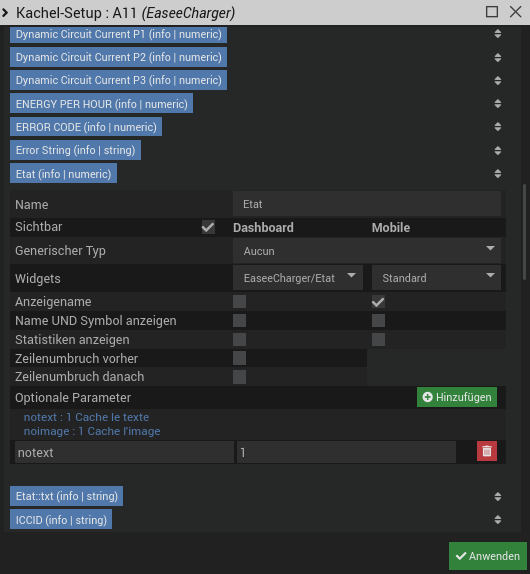 Kachel-Setup : A11 (EaseeCharger)
Dynamic Circuit Current P1 (info | numeric)
Dynamic Circuit Current P2 (info | numeric)
Dynamic Circuit Current P3 (info | numeric)
ENERGY PER HOUR (info | numeric)
ERROR CODE (info | numeric)
Error String (info | string)
Etat (info | numeric)
Name Etat
Sichtbar Dashboard Mobile
Generischer Typ Aucun
Widgets EaseeCharger/Etat Standard
Anzeigename
Name UND Symbol anzeigen
Statistiken anzeigen
Zeilenumbruch vorher
Zeilenumbruch danach
Optionale Parameter Hinzufügen
notext : 1 Cache le texte
noimage : 1 Cache l'image
notext 1
Etat::txt (info | string)
ICCID (info | string)
Anwenden